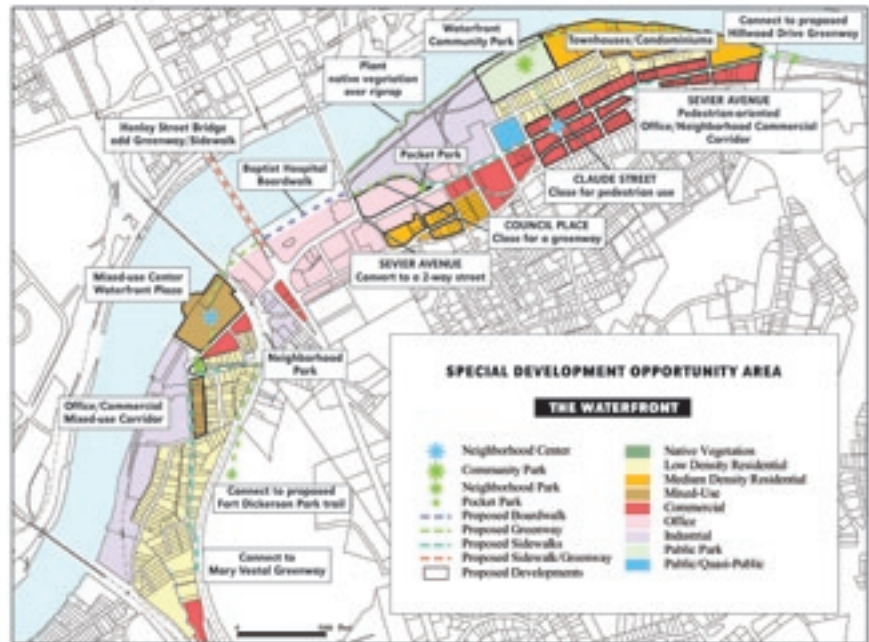 Waterfront
Community Park
Townhouses/Condominiums
Connect to proposed
Hillwood Drive Greenway
Plant
native vegetation
over riprap
Henley Street Bridge
add Greenway/Sidewalk
SEVIER AVENUE
Pedestrian-oriented
Office/Neighborhood Commercial
Corridor
Pocket Park
Baptist Hospital
Boardwalk
CLAUDE STREET
Close for pedestrian use
COUNCIL PLACE
Close for a greenway
SEVIER AVENUE
Convert to a 2-way street
Mixed-use Center
Waterfront Plaza
Neighborhood
Park
Office/Commercial
Mixed-use Corridor
Connect to proposed
Fort Dickerson Park trail
Connect to
Mary Vestal Greenway
SPECIAL DEVELOPMENT OPPORTUNITY AREA
THE WATERFRONT
Neighborhood Center
Community Park
Neighborhood Park
Pocket Park
Proposed Boardwalk
Proposed Greenway
Proposed Sidewalks
Proposed Sidewalk/Greenway
Proposed Developments
Native Vegetation
Low Density Residential
Medium Density Residential
Mixed-Use
Commercial
Office
Industrial
Public Park
Public/Quasi-Public